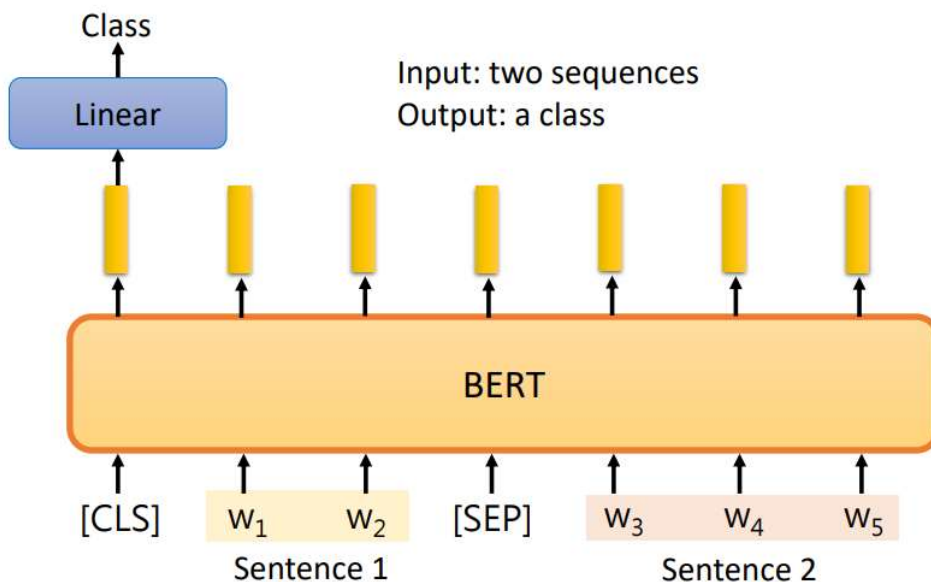 Class
Linear
Input: two sequences
Output: a class
BERT
[CLS] w₁ w₂ [SEP] w₃ w₄ w₅
Sentence 1 Sentence 2